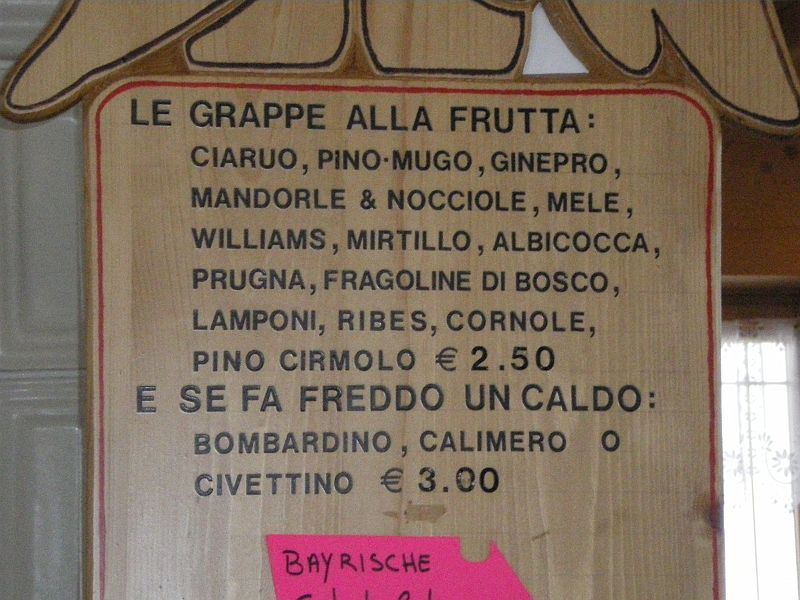 LE GRAPPE ALLA FRUTTA:
CIARUO, PINO·MUGO, GINEPRO,
MANDORLE & NOCCIOLE, MELE,
WILLIAMS, MIRTILLO, ALBICOCCA,
PRUGNA, FRAGOLINE DI BOSCO,
LAMPONI, RIBES, CORNOLE,
PINO CIRMOLO € 2.50
E SE FA FREDDO UN CALDO:
BOMBARDINO, CALIMERO O
CIVETTINO € 3.00
BAYRISCHE